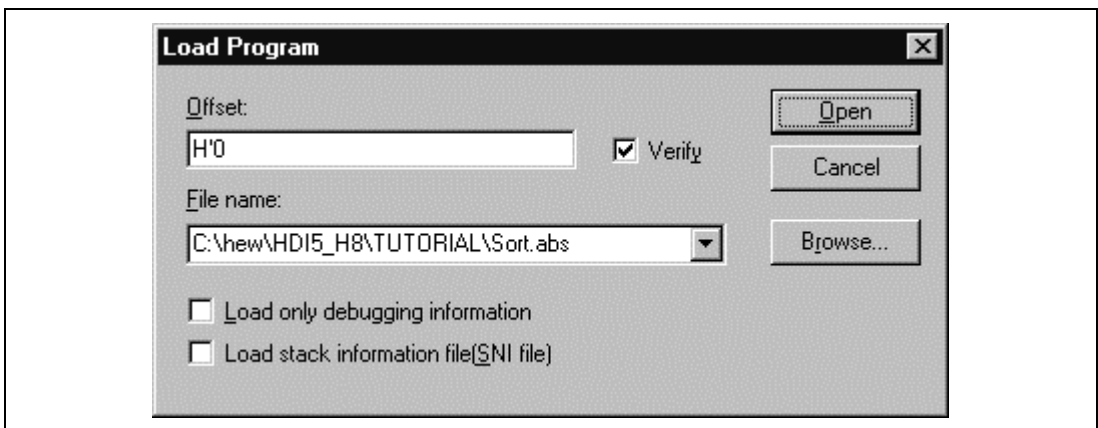 Load Program
Offset:
H'0
Verify
Open
Cancel
File name:
C:\hew\HDI5_H8\TUTORIAL\Sort.abs
Browse...
Load only debugging information
Load stack information file(SNI file)